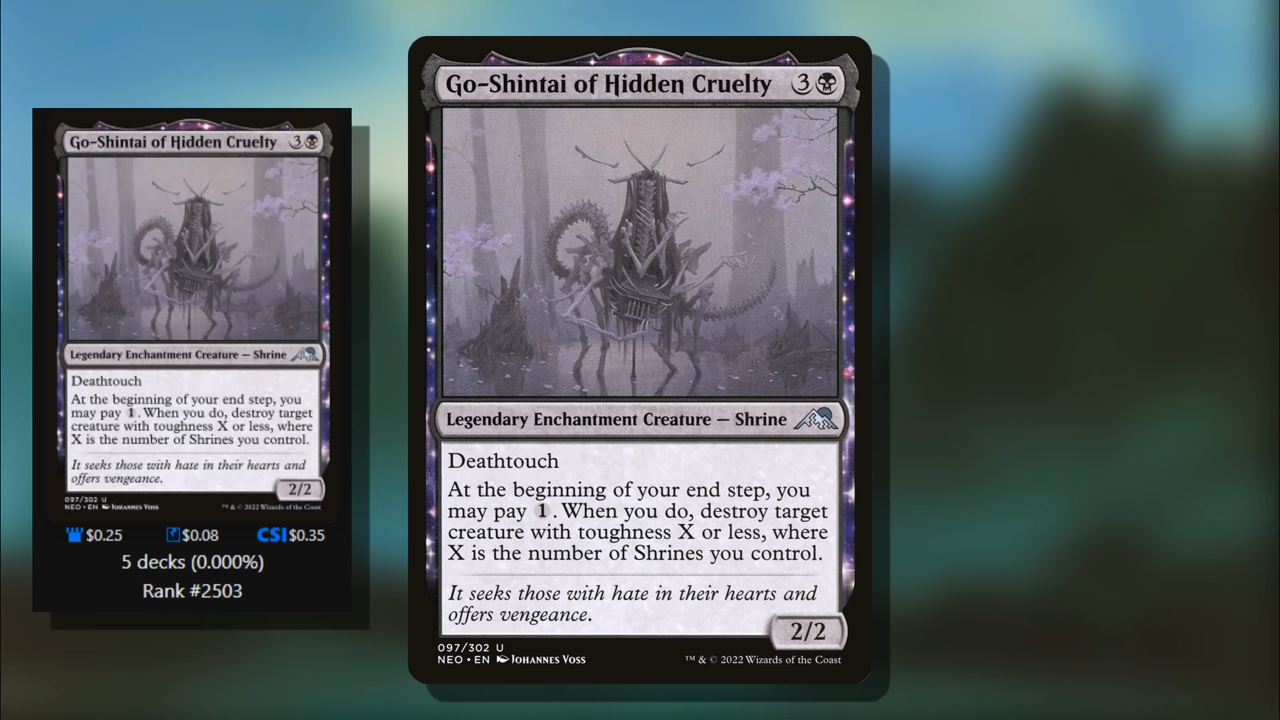 Go-Shintai of Hidden Cruelty 3
Legendary Enchantment Creature — Shrine
Deathtouch
At the beginning of your end step, you
may pay 1. When you do, destroy target
creature with toughness X or less, where
X is the number of Shrines you control.
It seeks those with hate in their hearts and
offers vengeance.
2/2
097/302 U
NEO • EN Johannes Voss ™ & © 2022 Wizards of the Coast
$0.25 $0.08 CSI $0.35
5 decks (0.000%)
Rank #2503
Go-Shintai of Hidden Cruelty 3
Legendary Enchantment Creature — Shrine
Deathtouch
At the beginning of your end step, you
may pay 1. When you do, destroy target
creature with toughness X or less, where
X is the number of Shrines you control.
It seeks those with hate in their hearts and
offers vengeance.
2/2
097/302 U
NEO • EN Johannes Voss ™ & © 2022 Wizards of the Coast